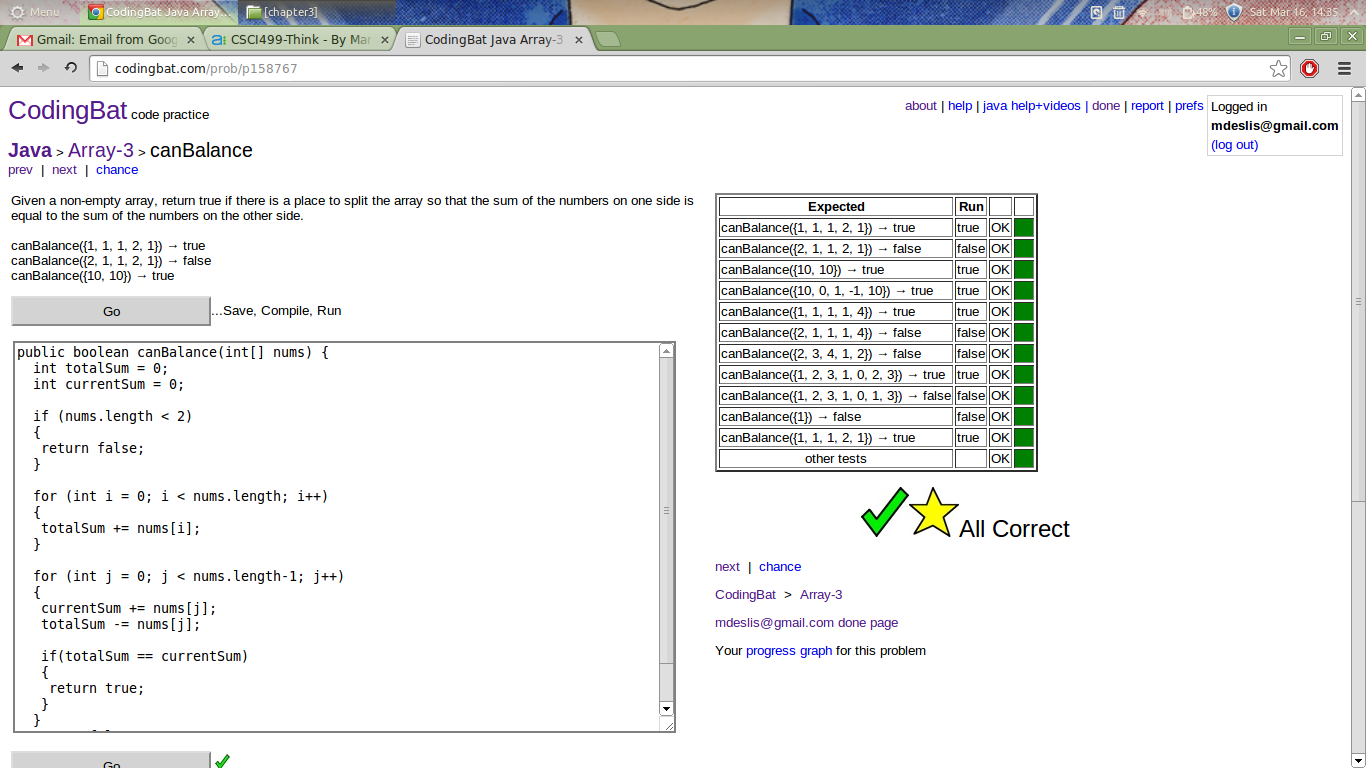 Menu CodingBat Java Array... [chapter3] 48% Sat Mar 16, 14:35
Gmail: Email from Goog CSCI499-Think - By Mar CodingBat Java Array-3
codingbat.com/prob/p158767
CodingBat code practice
about | help | java help+videos | done | report | prefs
Logged in
mdeslis@gmail.com
(log out)
Java > Array-3 > canBalance
prev | next | chance
Given a non-empty array, return true if there is a place to split the array so that the sum of the numbers on one side is
equal to the sum of the numbers on the other side.
canBalance({1, 1, 1, 2, 1}) → true
canBalance({2, 1, 1, 2, 1}) → false
canBalance({10, 10}) → true
Go ...Save, Compile, Run
public boolean canBalance(int[] nums) {
int totalSum = 0;
int currentSum = 0;
if (nums.length < 2)
{
return false;
}
for (int i = 0; i < nums.length; i++)
{
totalSum += nums[i];
}
for (int j = 0; j < nums.length-1; j++)
{
currentSum += nums[j];
totalSum -= nums[j];
if(totalSum == currentSum)
{
return true;
}
}
Go
Expected Run
canBalance({1, 1, 1, 2, 1}) → true true OK
canBalance({2, 1, 1, 2, 1}) → false false OK
canBalance({10, 10}) → true true OK
canBalance({10, 0, 1, -1, 10}) → true true OK
canBalance({1, 1, 1, 1, 4}) → true true OK
canBalance({2, 1, 1, 1, 4}) → false false OK
canBalance({2, 3, 4, 1, 2}) → false false OK
canBalance({1, 2, 3, 1, 0, 2, 3}) → true true OK
canBalance({1, 2, 3, 1, 0, 1, 3}) → false false OK
canBalance({1}) → false false OK
canBalance({1, 1, 1, 2, 1}) → true true OK
other tests OK
All Correct
next | chance
CodingBat > Array-3
mdeslis@gmail.com done page
Your progress graph for this problem